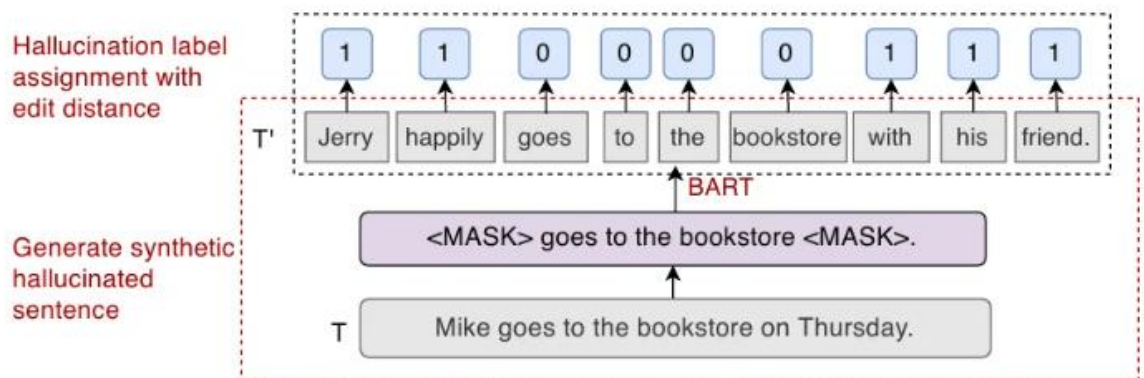 Hallucination label
assignment with
edit distance
1 1 0 0 0 0 1 1 1
T' Jerry happily goes to the bookstore with his friend.
BART
<MASK> goes to the bookstore <MASK>.
Generate synthetic
hallucinated
sentence
T Mike goes to the bookstore on Thursday.